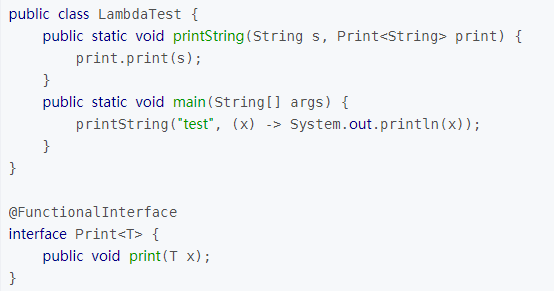 public class LambdaTest {
    public static void printString(String s, Print<String> print) {
        print.print(s);
    }
    public static void main(String[] args) {
        printString("test", (x) -> System.out.println(x));
    }
}

@FunctionalInterface
interface Print<T> {
    public void print(T x);
}